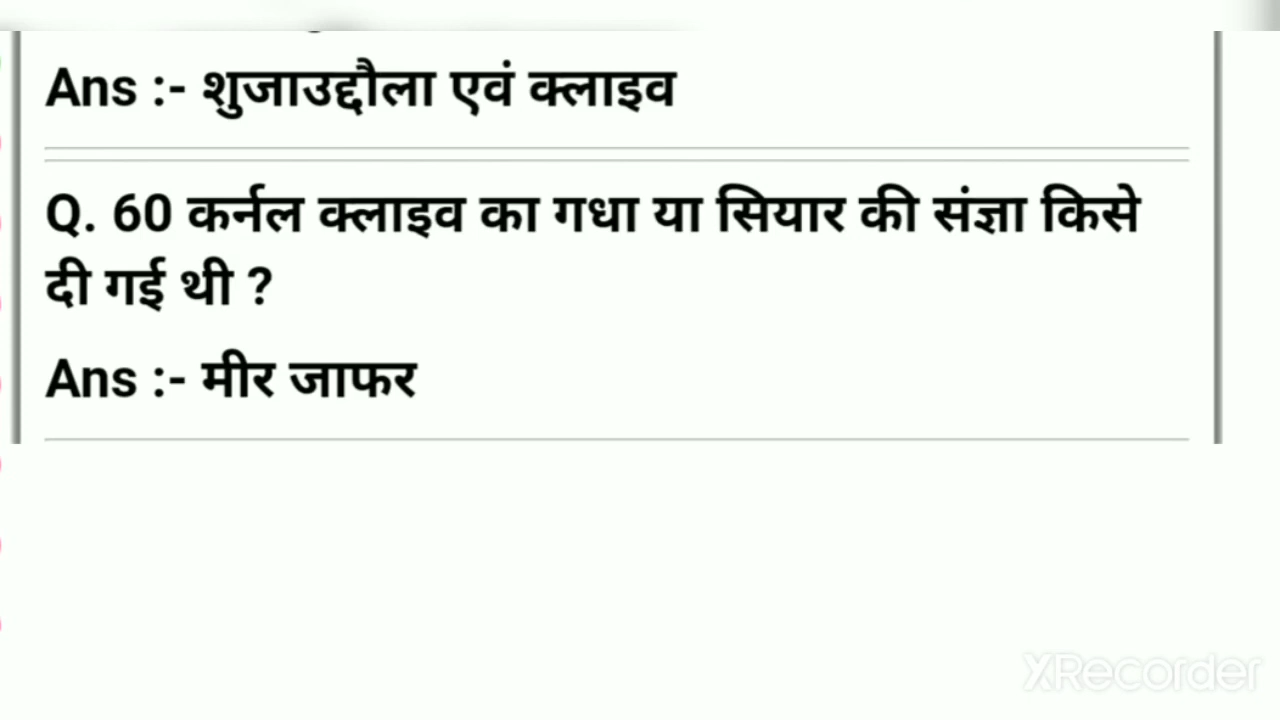 Ans :- शुजाउद्दौला एवं क्लाइव
Q. 60 कर्नल क्लाइव का गधा या सियार की संज्ञा किसे
दी गई थी ?
Ans :- मीर जाफर
XRecorder